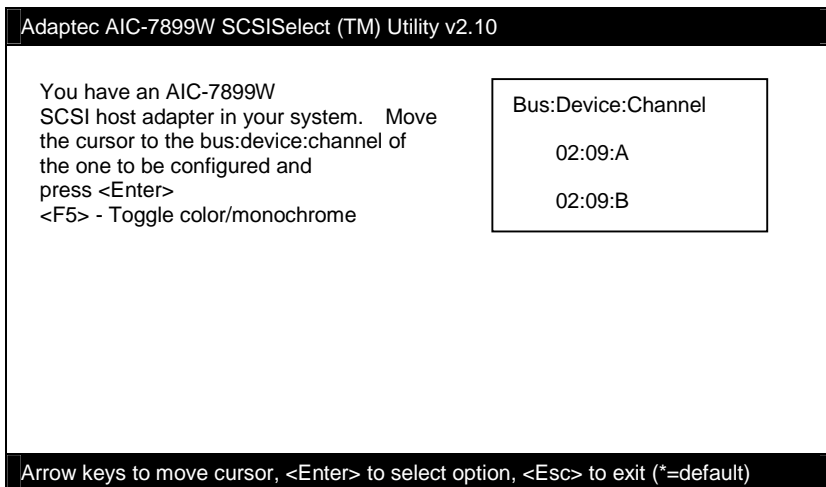 Adaptec AIC-7899W SCSISelect (TM) Utility v2.10
You have an AIC-7899W
SCSI host adapter in your system. Move
the cursor to the bus:device:channel of
the one to be configured and
press <Enter>
<F5> - Toggle color/monochrome
Bus:Device:Channel
02:09:A
02:09:B
Arrow keys to move cursor, <Enter> to select option, <Esc> to exit (*=default)